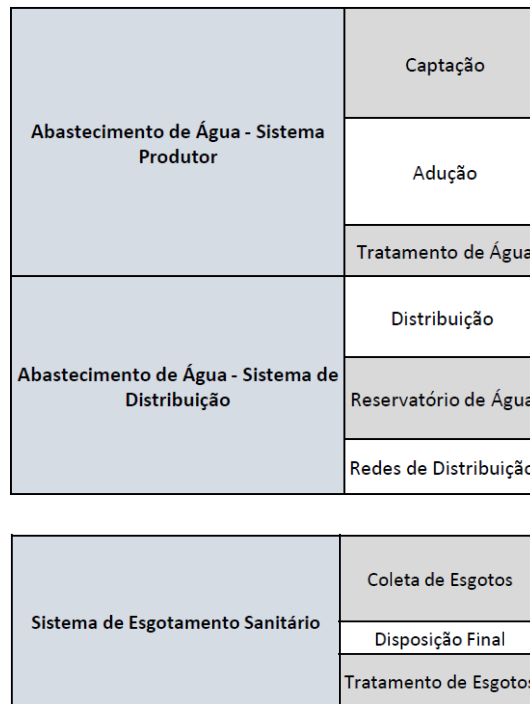 Captação
Abastecimento de Água - Sistema
Produtor
Adução
Tratamento de Água
Distribuição
Abastecimento de Água - Sistema de
Distribuição
Reservatório de Água
Redes de Distribuição
Coleta de Esgotos
Sistema de Esgotamento Sanitário
Disposição Final
Tratamento de Esgotos